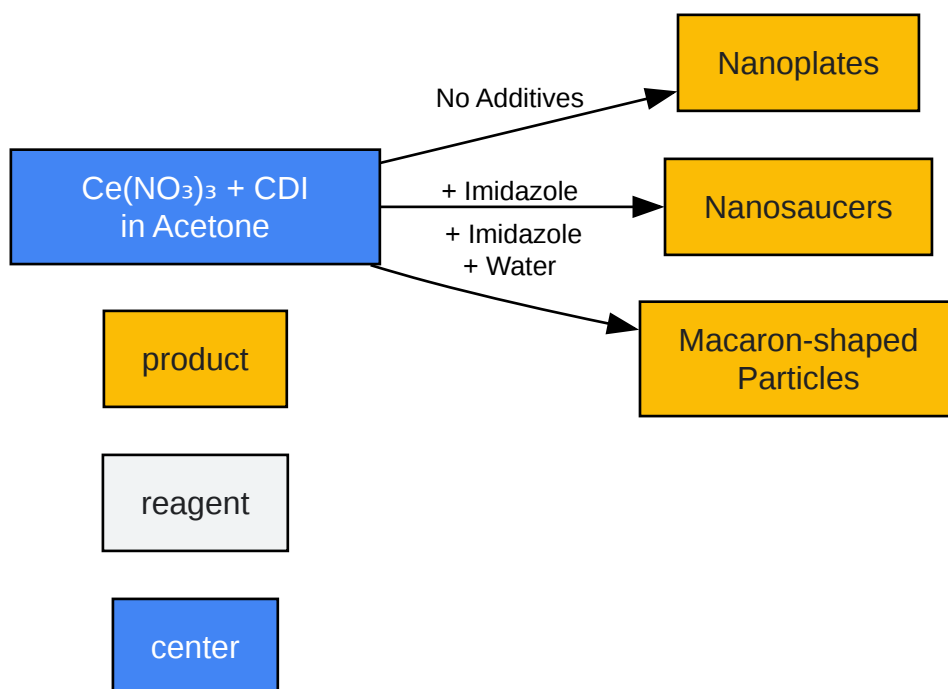 Nanoplates
No Additives
Ce(NO₃)₃ + CDI
in Acetone
+ Imidazole
Nanosaucers
+ Imidazole
+ Water
Macaron-shaped
Particles
product
reagent
center